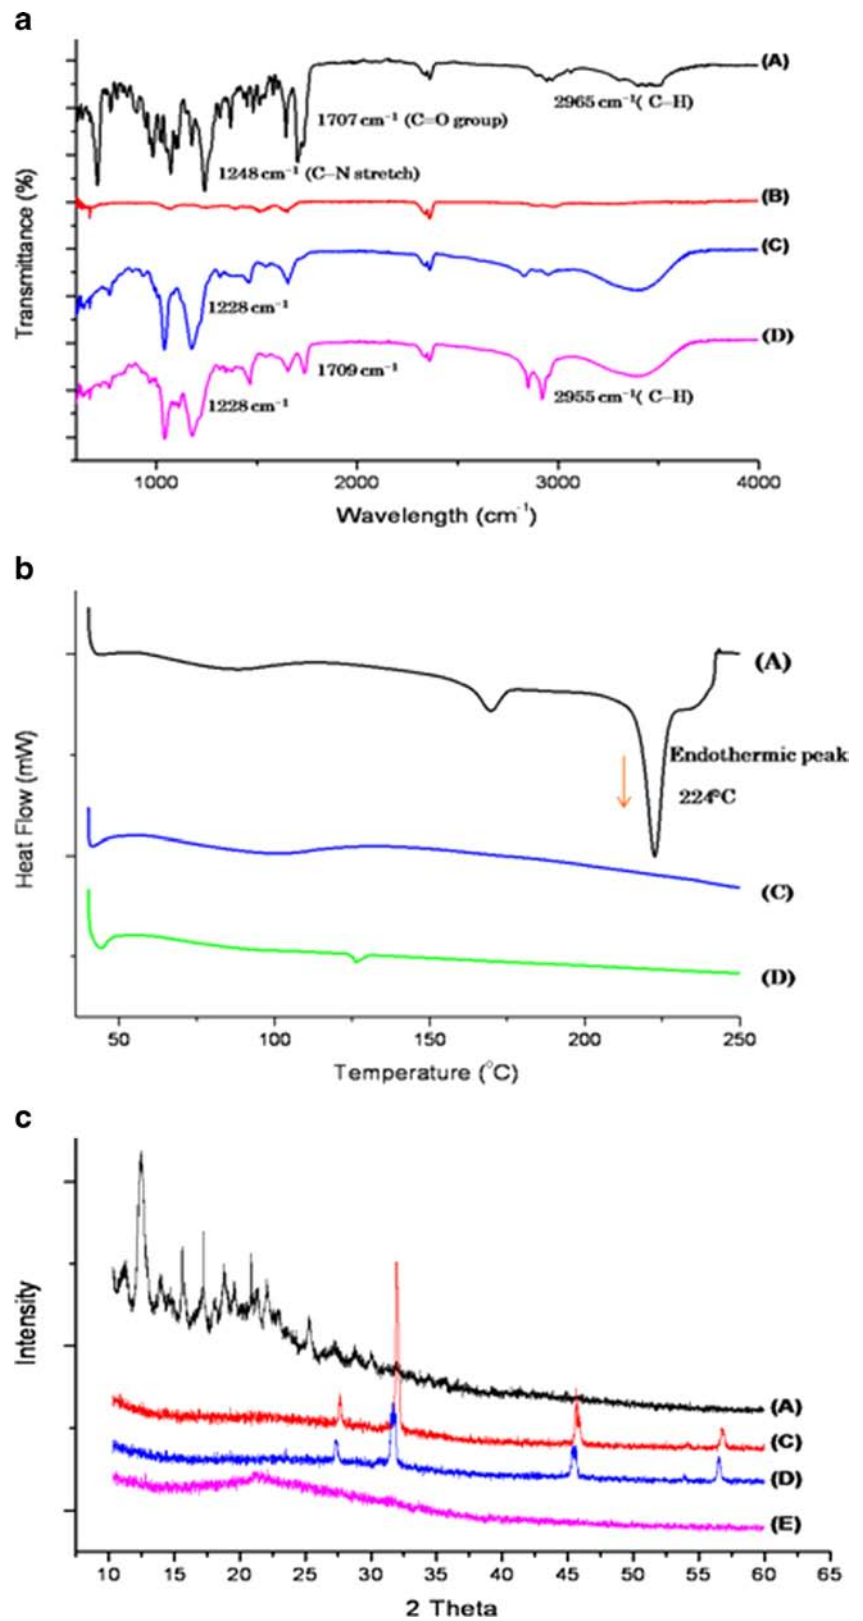 a
(A)
2965 cm⁻¹( C–H)
1707 cm⁻¹ (C=O group)
1248 cm⁻¹ (C–N stretch)
(B)
(C)
1228 cm⁻¹
(D)
1709 cm⁻¹
2955 cm⁻¹( C–H)
1228 cm⁻¹
Transmittance (%)
1000 2000 3000 4000
Wavelength (cm⁻¹)
b
(A)
Endothermic peak
224°C
(C)
(D)
Heat Flow (mW)
50 100 150 200 250
Temperature (°C)
c
Intensity
(A)
(C)
(D)
(E)
10 15 20 25 30 35 40 45 50 55 60 65
2 Theta